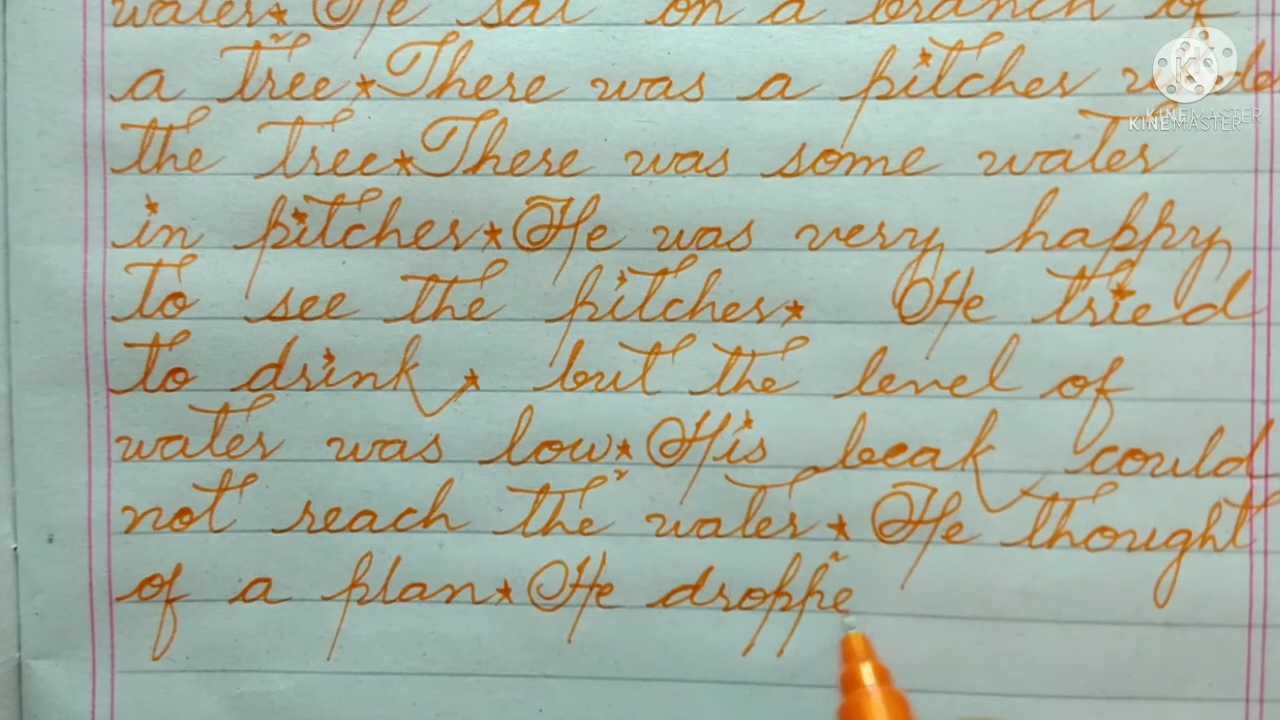 water. He sat on a branch of
a tree. There was a pitcher unde
the tree. There was some water
in pitcher. He was very happy
to see the pitcher. He tried
to drink, but the level of
water was low. His beak could
not reach the water. He thought
of a plan. He droppe
KINEMASTER
KINEMASTER